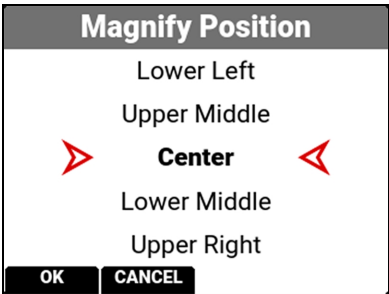 Magnify Position
Lower Left
Upper Middle
Center
Lower Middle
Upper Right
OK CANCEL